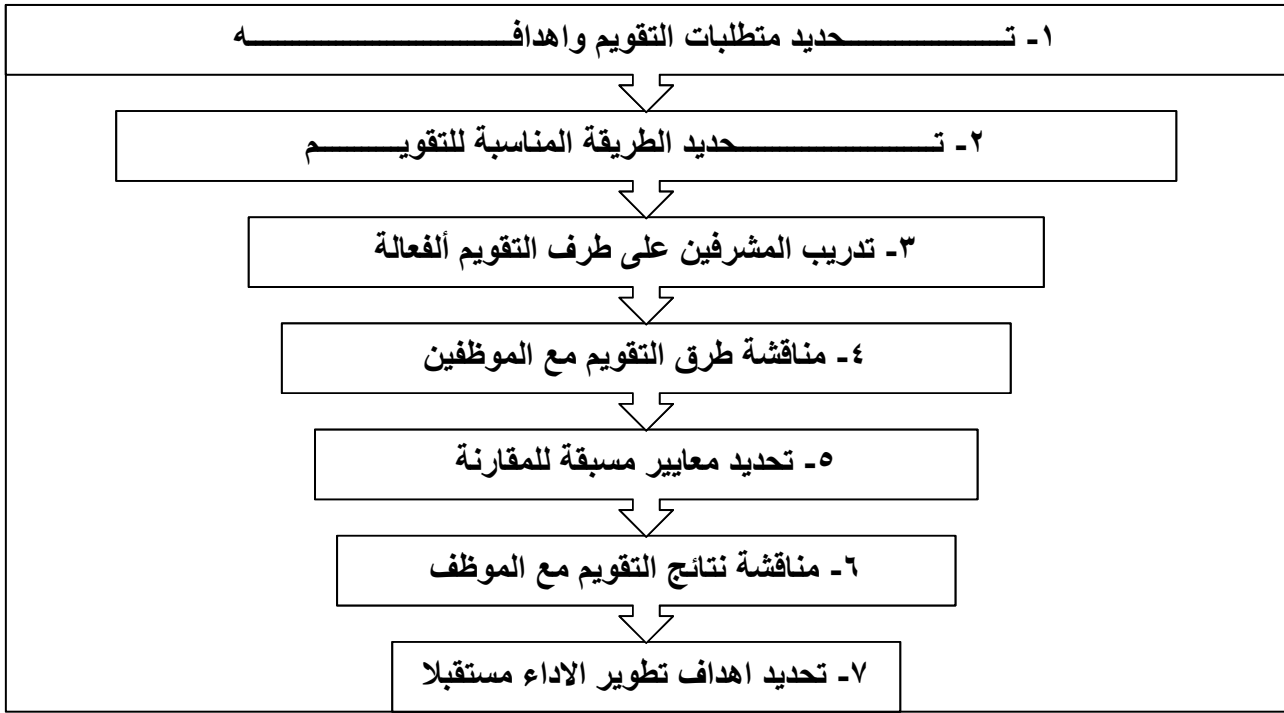 ١- تـــــــــــــــحديد متطلبات التقويم واهدافـــــــــــــــــــــــه
٢- تـــــــــــــــــــــحديد الطريقة المناسبة للتقويـــــــم
٣- تدريب المشرفين على طرف التقويم ألفعالة
٤- مناقشة طرق التقويم مع الموظفين
٥- تحديد معايير مسبقة للمقارنة
٦- مناقشة نتائج التقويم مع الموظف
٧- تحديد اهداف تطوير الاداء مستقبلا